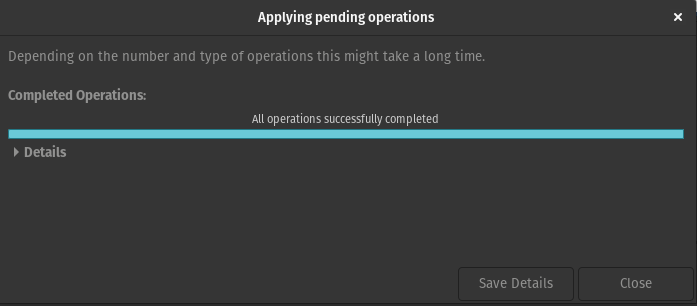 Applying pending operations
Depending on the number and type of operations this might take a long time.
Completed Operations:
All operations successfully completed
Details
Save Details
Close